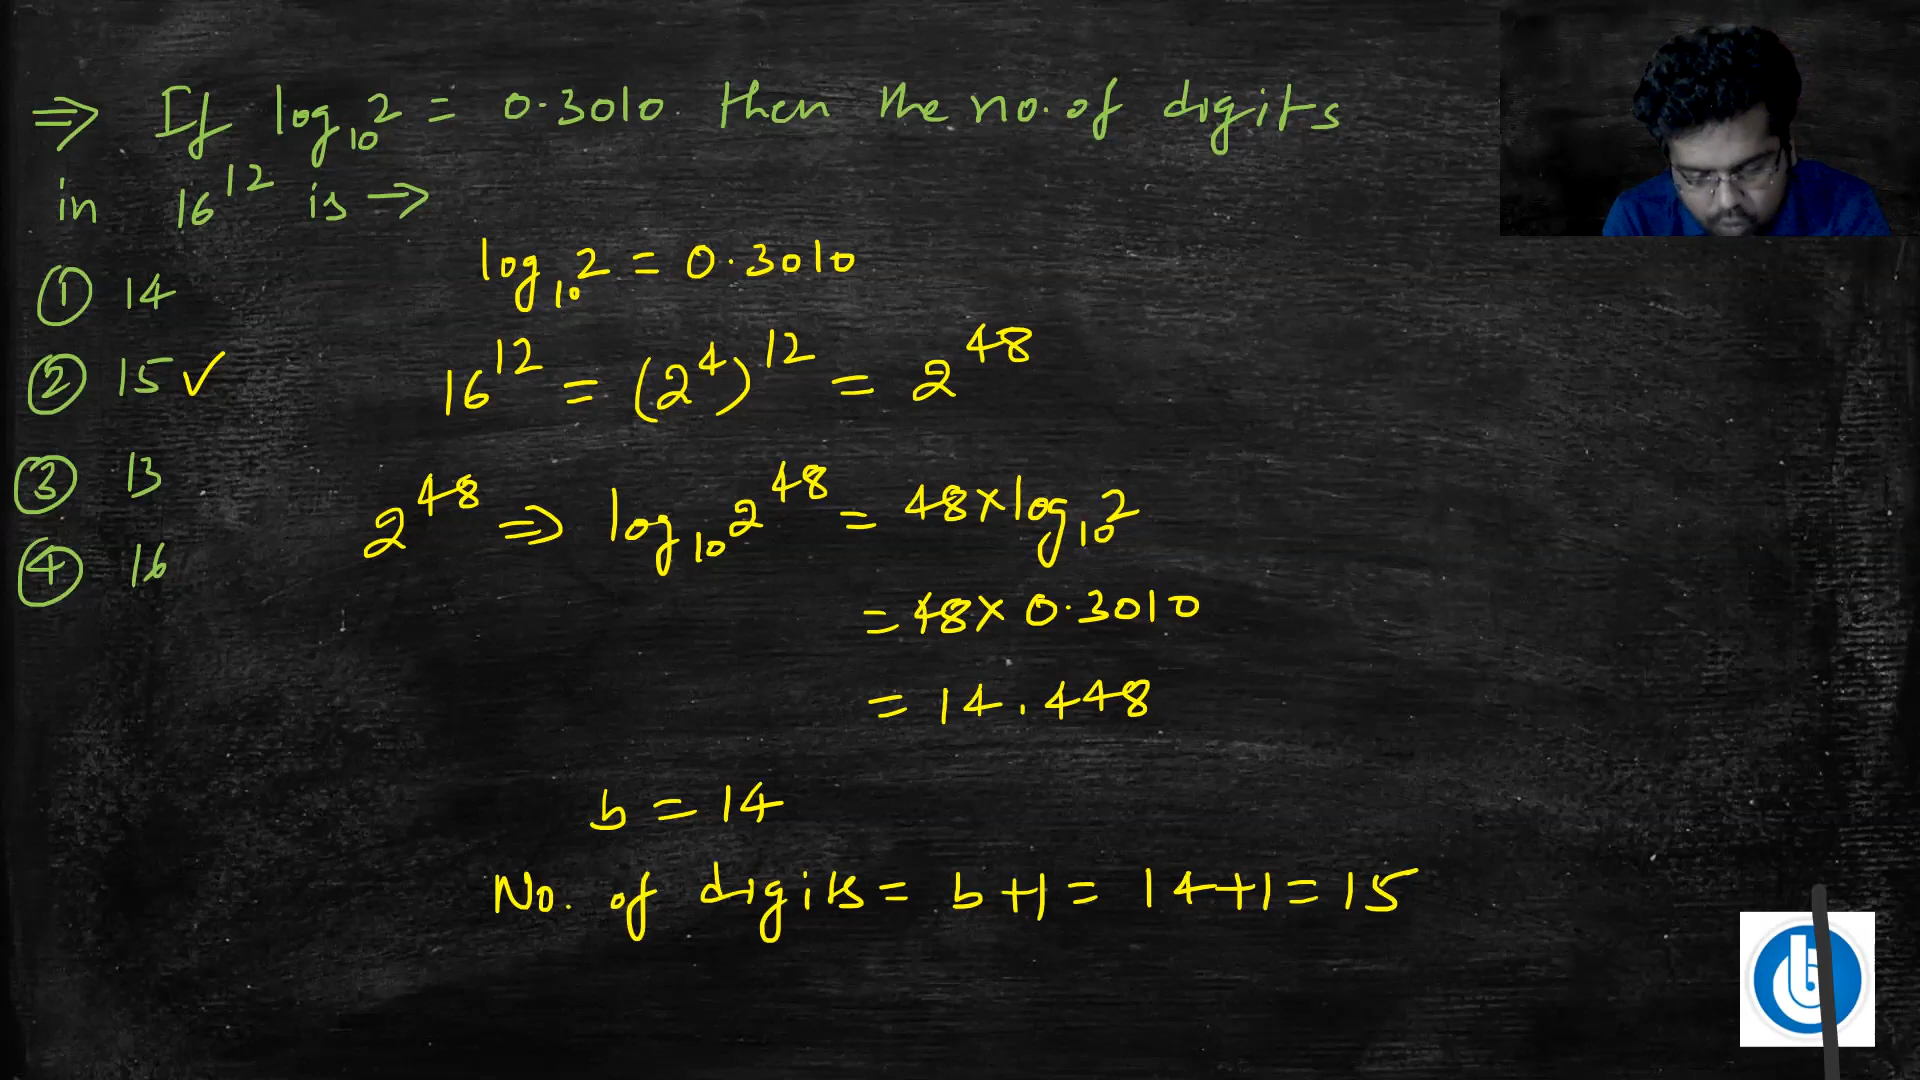 ⇒ If log₁₀2 = 0.3010 then the no. of digits
in 16¹² is →
① 14
② 15 ✓
③ 13
④ 16
log₁₀2 = 0.3010
16¹² = (2⁴)¹² = 2⁴⁸
2⁴⁸ ⇒ log₁₀2⁴⁸ = 48×log₁₀2
= 48× 0.3010
= 14.448
b = 14
No. of digits = b+1 = 14+1 = 15